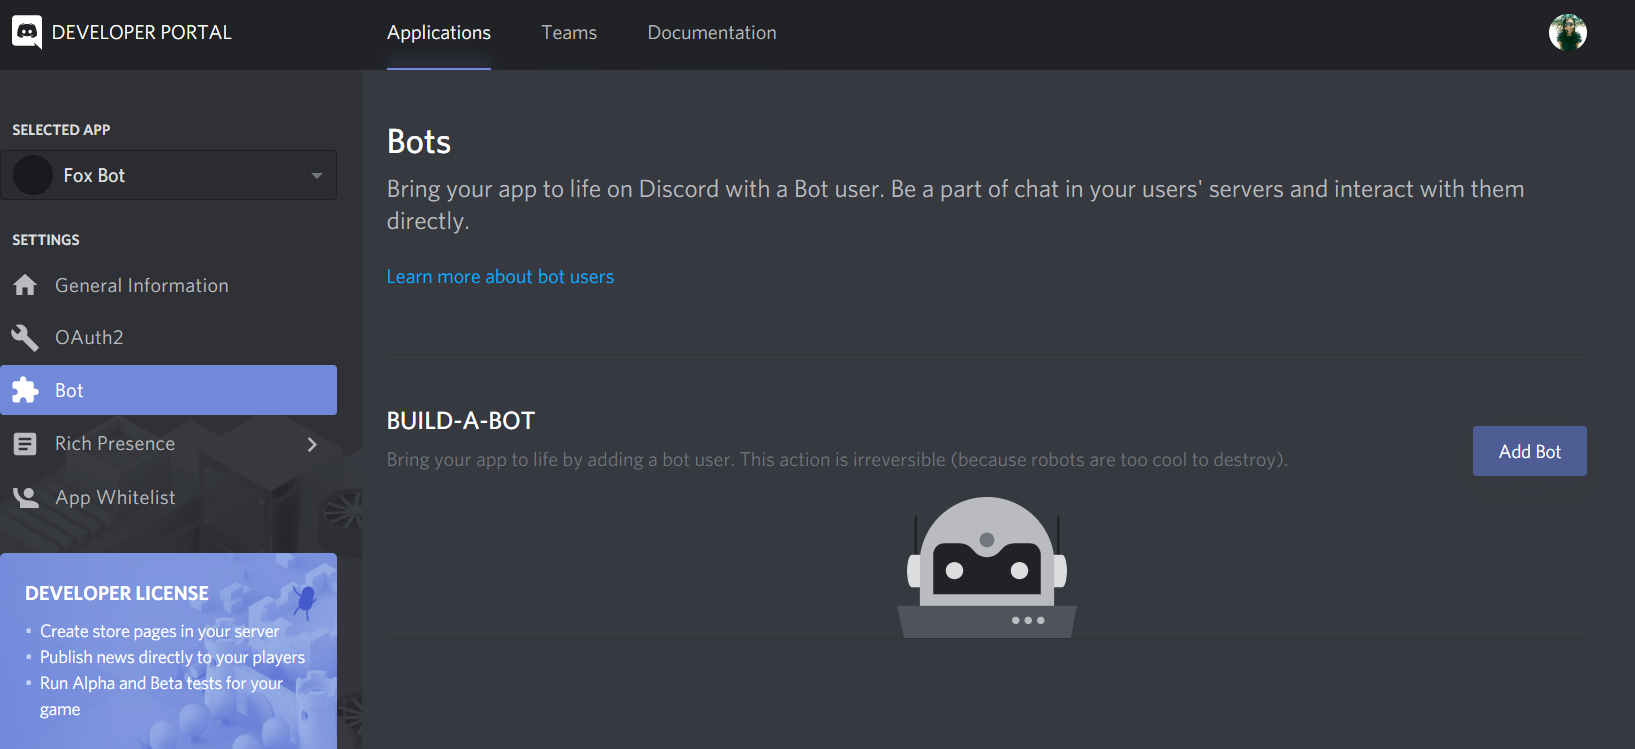 DEVELOPER PORTAL
Applications
Teams
Documentation
SELECTED APP
Fox Bot
SETTINGS
General Information
OAuth2
Bot
Rich Presence
App Whitelist
DEVELOPER LICENSE
Create store pages in your server
Publish news directly to your players
Run Alpha and Beta tests for your
game
Bots
Bring your app to life on Discord with a Bot user. Be a part of chat in your users' servers and interact with them
directly.
Learn more about bot users
BUILD-A-BOT
Bring your app to life by adding a bot user. This action is irreversible (because robots are too cool to destroy).
Add Bot